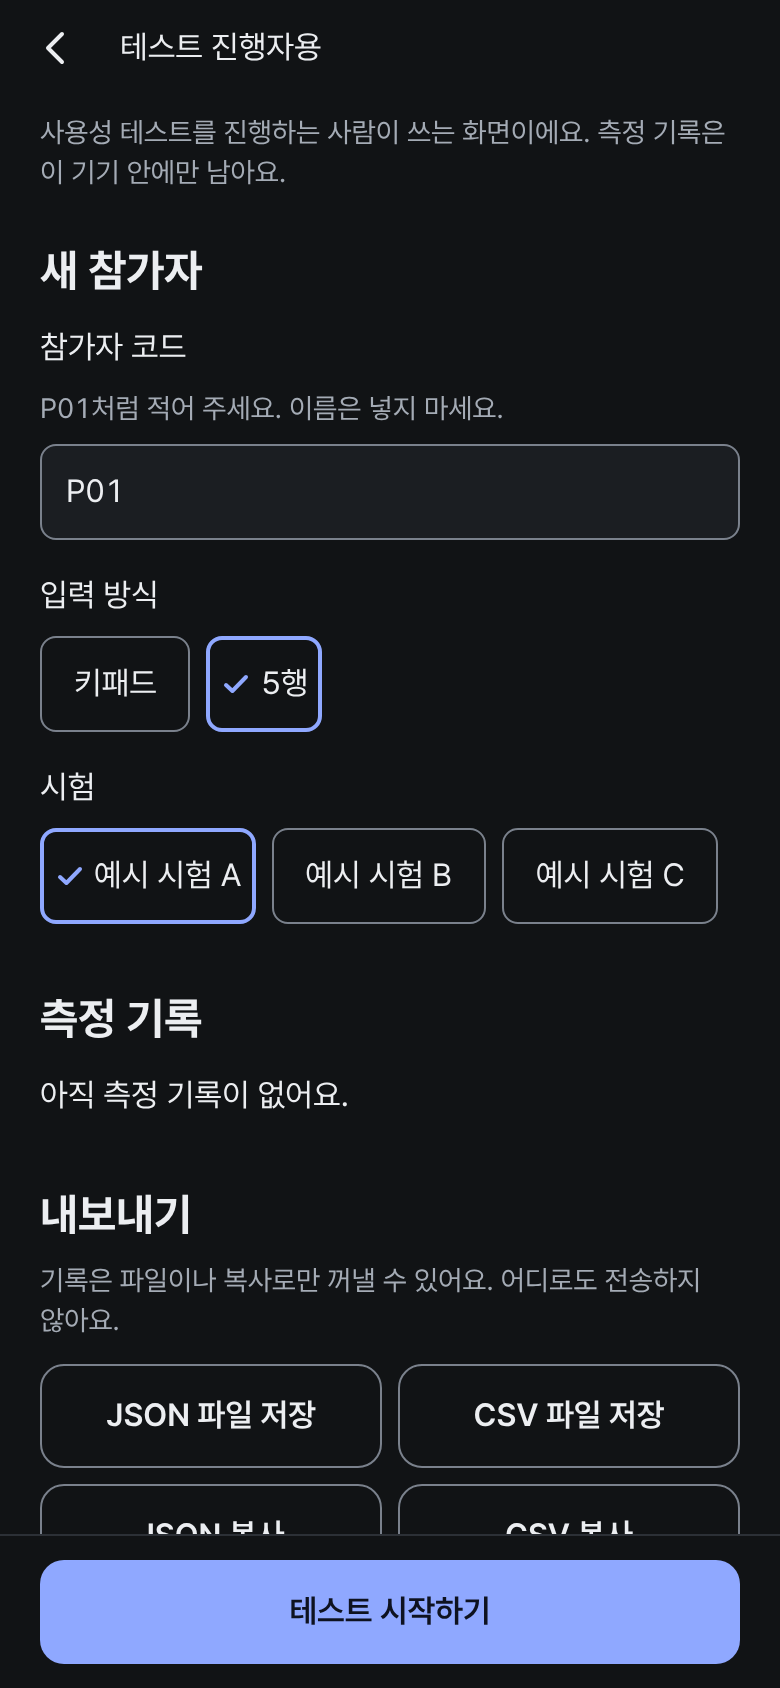 테스트 진행자용
사용성 테스트를 진행하는 사람이 쓰는 화면이에요. 측정 기록은
이 기기 안에만 남아요.
새 참가자
참가자 코드
P01처럼 적어 주세요. 이름은 넣지 마세요.
P01
입력 방식
키패드
5행
시험
예시 시험 A
예시 시험 B
예시 시험 C
측정 기록
아직 측정 기록이 없어요.
내보내기
기록은 파일이나 복사로만 꺼낼 수 있어요. 어디로도 전송하지
않아요.
JSON 파일 저장
CSV 파일 저장
JSON 복사
CSV 복사
테스트 시작하기